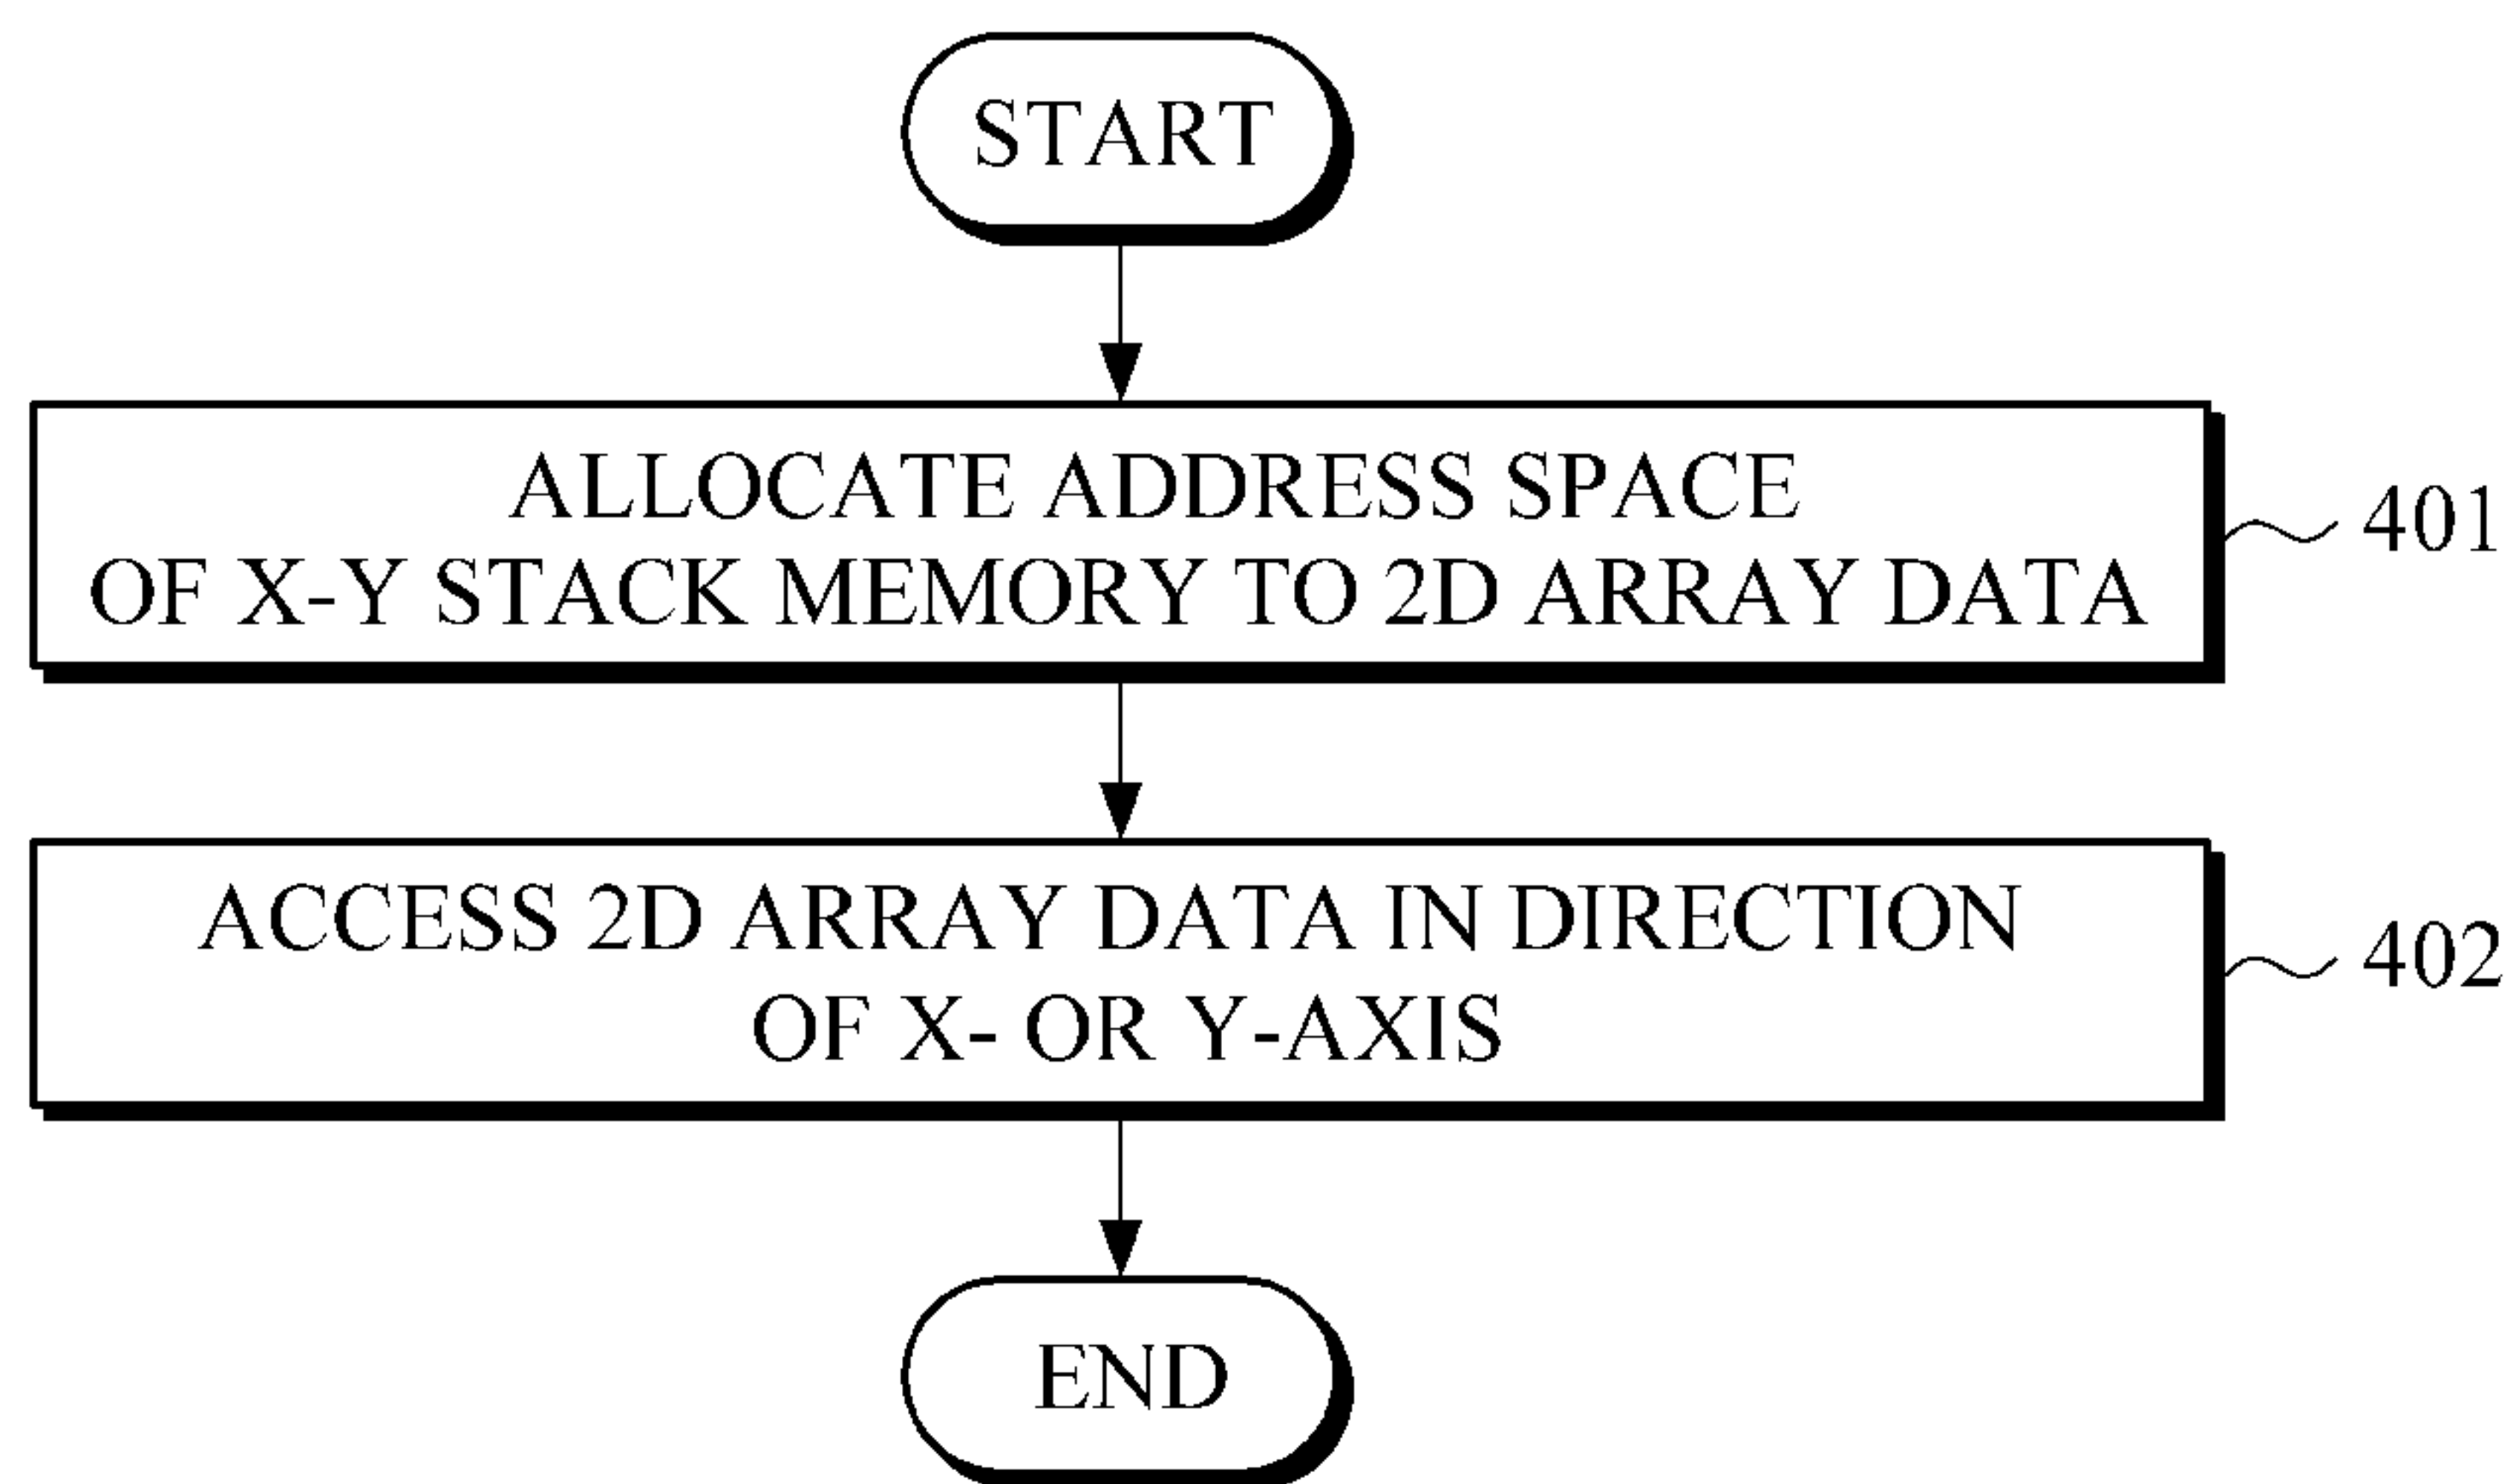 START
ALLOCATE ADDRESS SPACE
OF X-Y STACK MEMORY TO 2D ARRAY DATA
401
ACCESS 2D ARRAY DATA IN DIRECTION
OF X- OR Y-AXIS
402
END